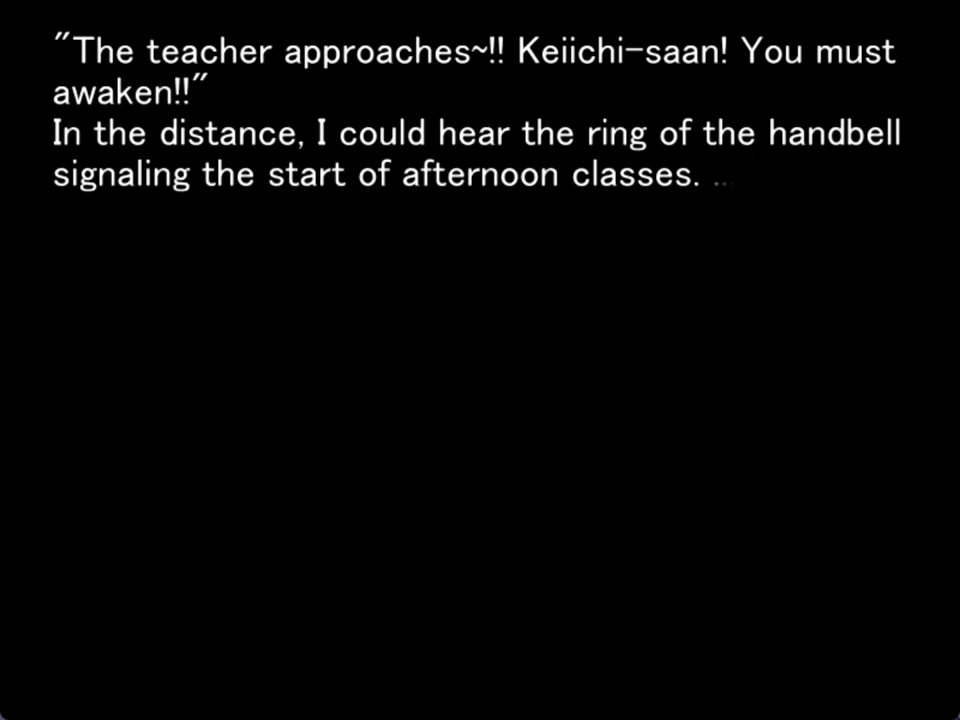 "The teacher approaches~!! Keiichi-saan! You must
awaken!!"
In the distance, I could hear the ring of the handbell
signaling the start of afternoon classes. ...